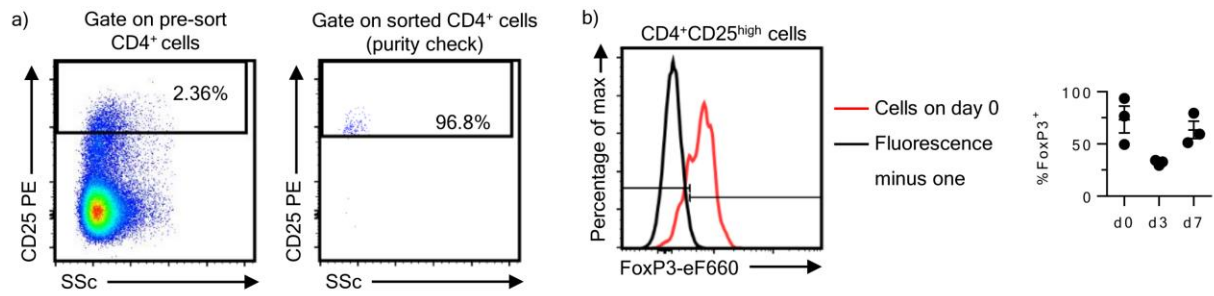 a)
Gate on pre-sort
CD4⁺ cells
2.36%
CD25 PE
SSc
Gate on sorted CD4⁺ cells
(purity check)
96.8%
CD25 PE
SSc
b)
CD4⁺CD25ʰⁱᵍʰ cells
Percentage of max
FoxP3-eF660
Cells on day 0
Fluorescence
minus one
% FoxP3⁺
100
50
0
d0 d3 d7